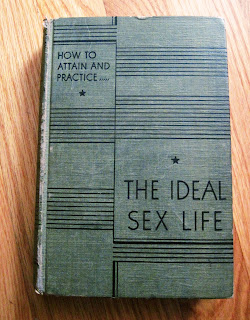 HOW TO
ATTAIN AND
PRACTICE.....
THE IDEAL
SEX LIFE